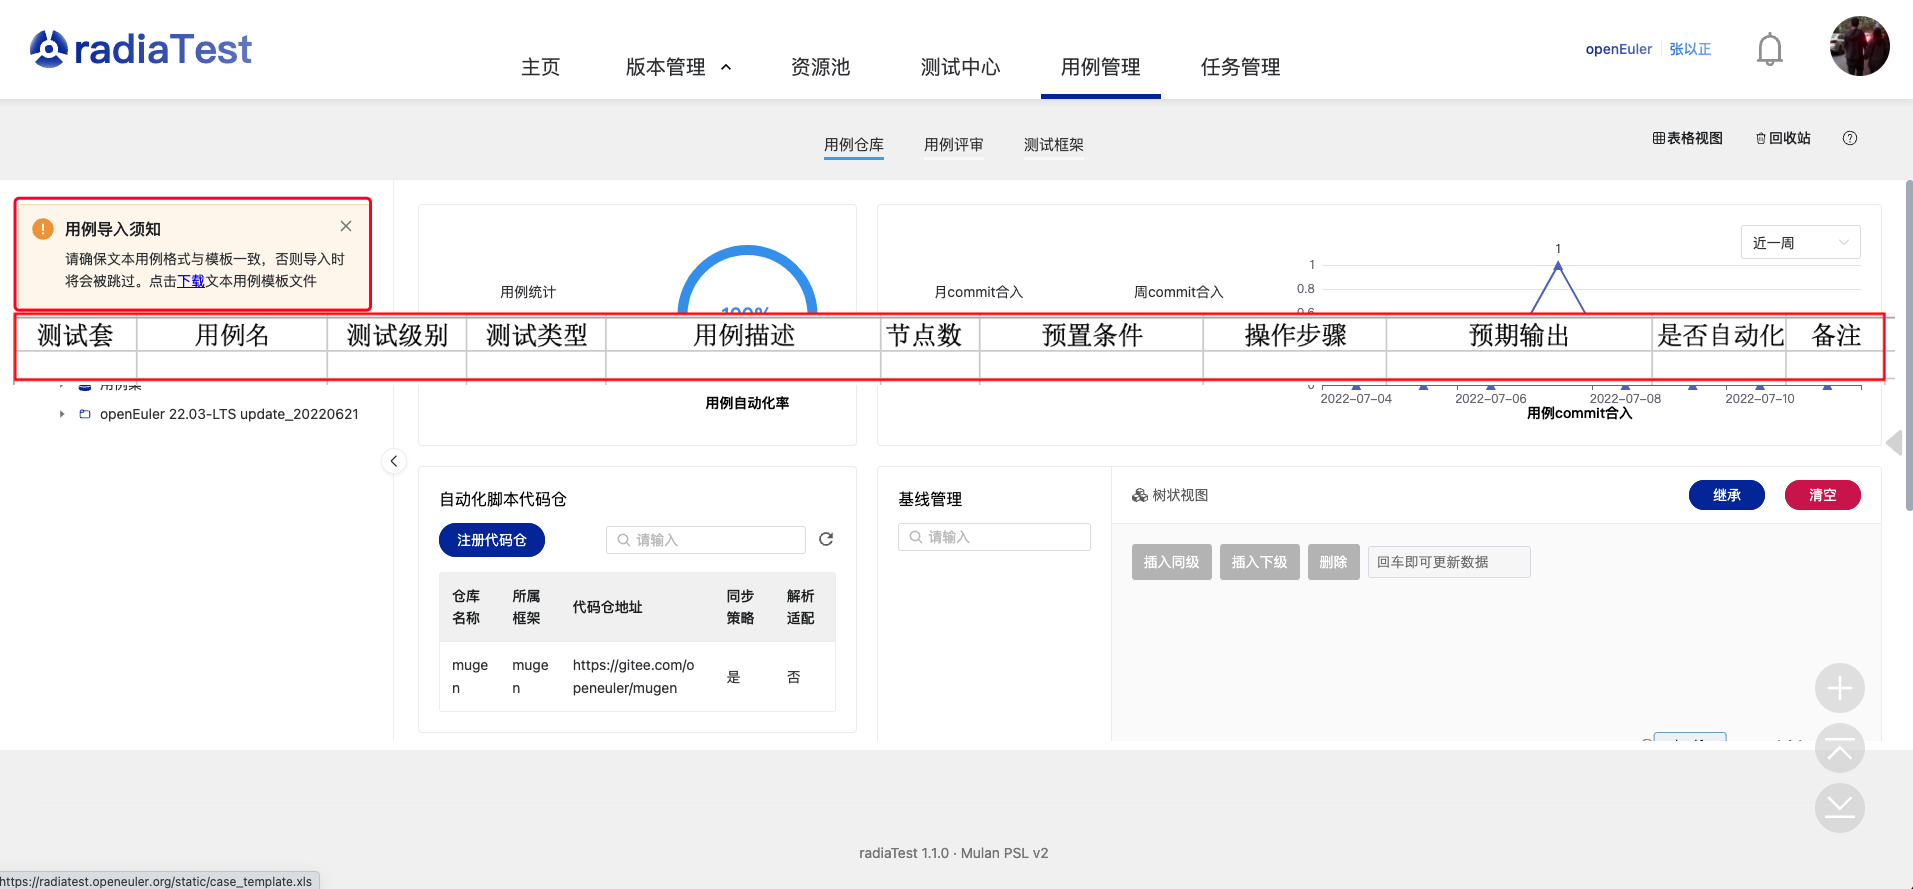 radiaTest
主页
版本管理
资源池
测试中心
用例管理
任务管理
openEuler
张以正
用例仓库
用例评审
测试框架
表格视图
回收站
用例导入须知
请确保文本用例格式与模板一致，否则导入时
将会被跳过。点击下载文本用例模板文件
用例统计
月commit合入
周commit合入
近一周
1
1
0.8
测试套 用例名 测试级别 测试类型 用例描述 节点数 预置条件 操作步骤 预期输出 是否自动化 备注
openEuler 22.03-LTS update_20220621
用例自动化率
2022-07-04
2022-07-06
2022-07-08
2022-07-10
用例commit合入
自动化脚本代码仓
注册代码仓
请输入
仓库
名称
所属
框架
代码仓地址
同步
策略
解析
适配
muge
n
muge
n
https://gitee.com/o
peneuler/mugen
是
否
基线管理
请输入
树状视图
继承
清空
插入同级
插入下级
删除
回车即可更新数据
radiaTest 1.1.0 · Mulan PSL v2
https://radiatest.openeuler.org/static/case_template.xls